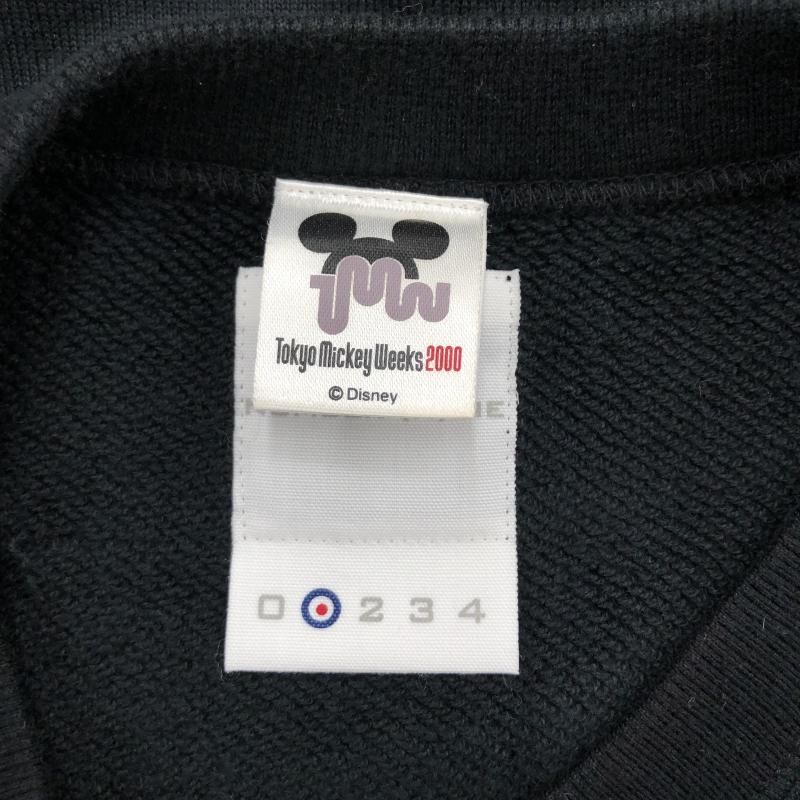 TMW
Tokyo Mickey Weeks 2000
© Disney
0 2 3 4